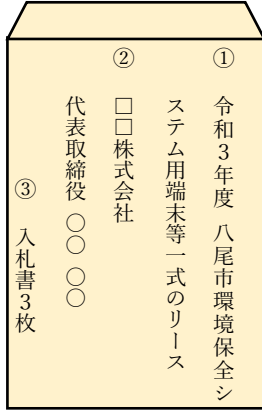 ① 令和3年度 八尾市環境保全シ
ステム用端末等一式のリース
② □□株式会社
代表取締役 ○○ ○○
③ 入札書3枚